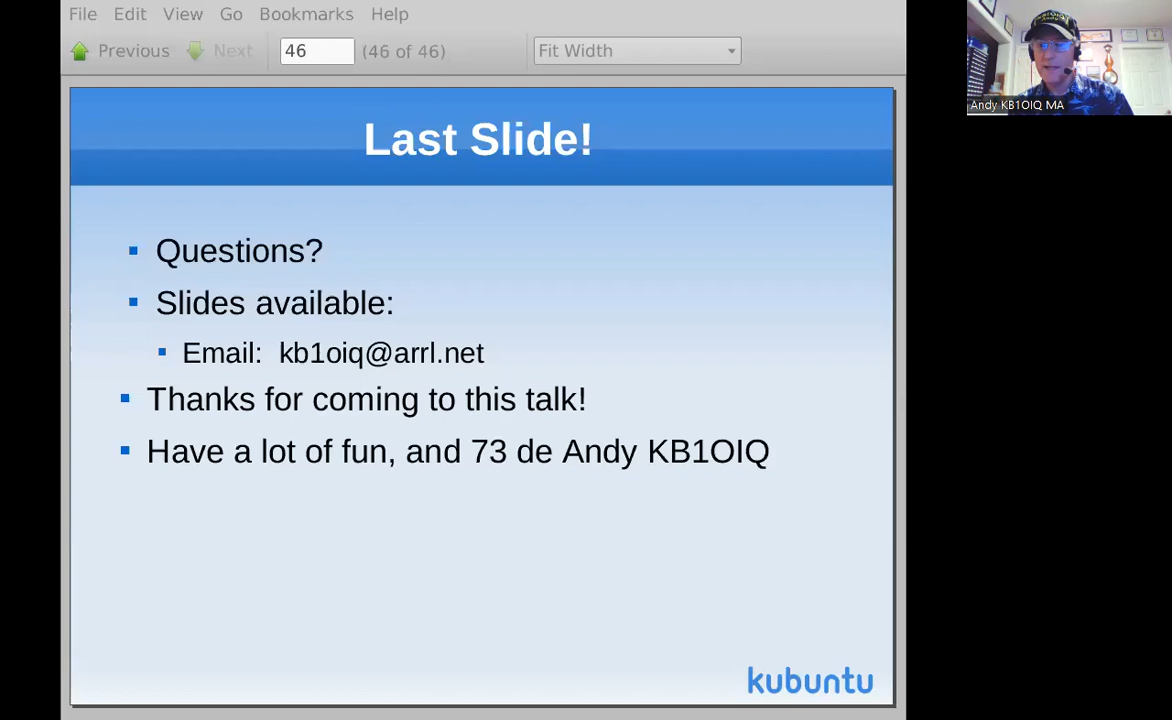 File Edit View Go Bookmarks Help
Previous Next 46 (46 of 46) Fit Width
Last Slide!
Questions?
Slides available:
Email: kb1oiq@arrl.net
Thanks for coming to this talk!
Have a lot of fun, and 73 de Andy KB1OIQ
kubuntu
Andy KB1OIQ MA